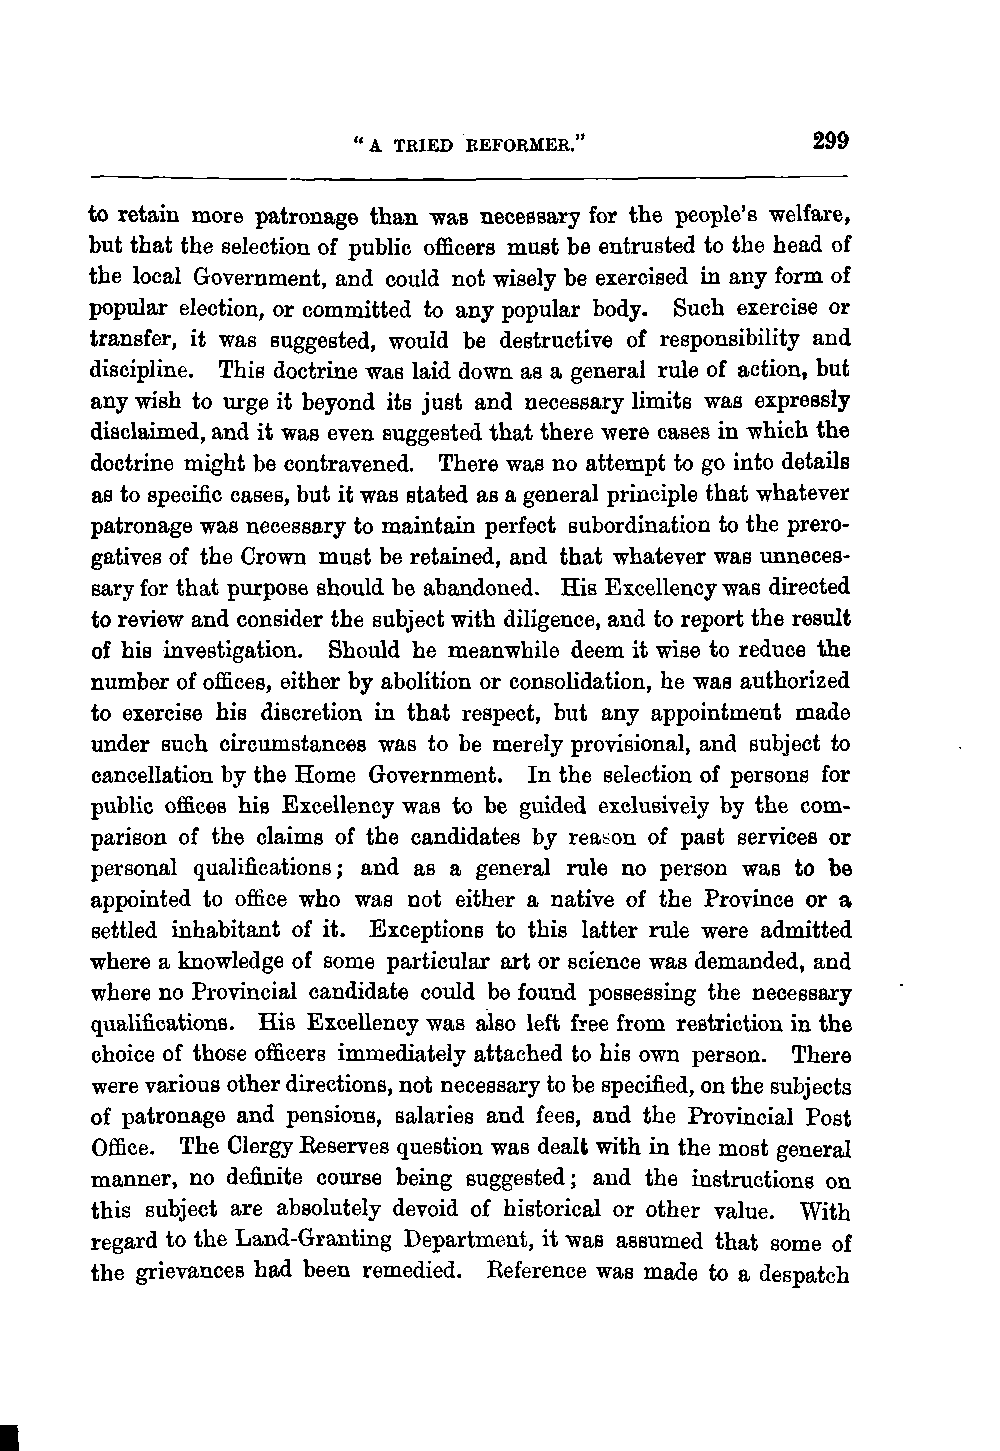 "A TRIED REFORMER." 299
to retain more patronage than was necessary for the people's welfare,
but that the selection of public officers must be entrusted to the head of
the local Government, and could not wisely be exercised in any form of
popular election, or committed to any popular body. Such exercise or
transfer, it was suggested, would be destructive of responsibility and
discipline. This doctrine was laid down as a general rule of action, but
any wish to urge it beyond its just and necessary limits was expressly
disclaimed, and it was even suggested that there were cases in which the
doctrine might be contravened. There was no attempt to go into details
as to specific cases, but it was stated as a general principle that whatever
patronage was necessary to maintain perfect subordination to the prero-
gatives of the Crown must be retained, and that whatever was unneces-
sary for that purpose should be abandoned. His Excellency was directed
to review and consider the subject with diligence, and to report the result
of his investigation. Should he meanwhile deem it wise to reduce the
number of offices, either by abolition or consolidation, he was authorized
to exercise his discretion in that respect, but any appointment made
under such circumstances was to be merely provisional, and subject to
cancellation by the Home Government. In the selection of persons for
public offices his Excellency was to be guided exclusively by the com-
parison of the claims of the candidates by reason of past services or
personal qualifications; and as a general rule no person was to be
appointed to office who was not either a native of the Province or a
settled inhabitant of it. Exceptions to this latter rule were admitted
where a knowledge of some particular art or science was demanded, and
where no Provincial candidate could be found possessing the necessary
qualifications. His Excellency was also left free from restriction in the
choice of those officers immediately attached to his own person. There
were various other directions, not necessary to be specified, on the subjects
of patronage and pensions, salaries and fees, and the Provincial Post
Office. The Clergy Reserves question was dealt with in the most general
manner, no definite course being suggested; and the instructions on
this subject are absolutely devoid of historical or other value. With
regard to the Land-Granting Department, it was assumed that some of
the grievances had been remedied. Reference was made to a despatch